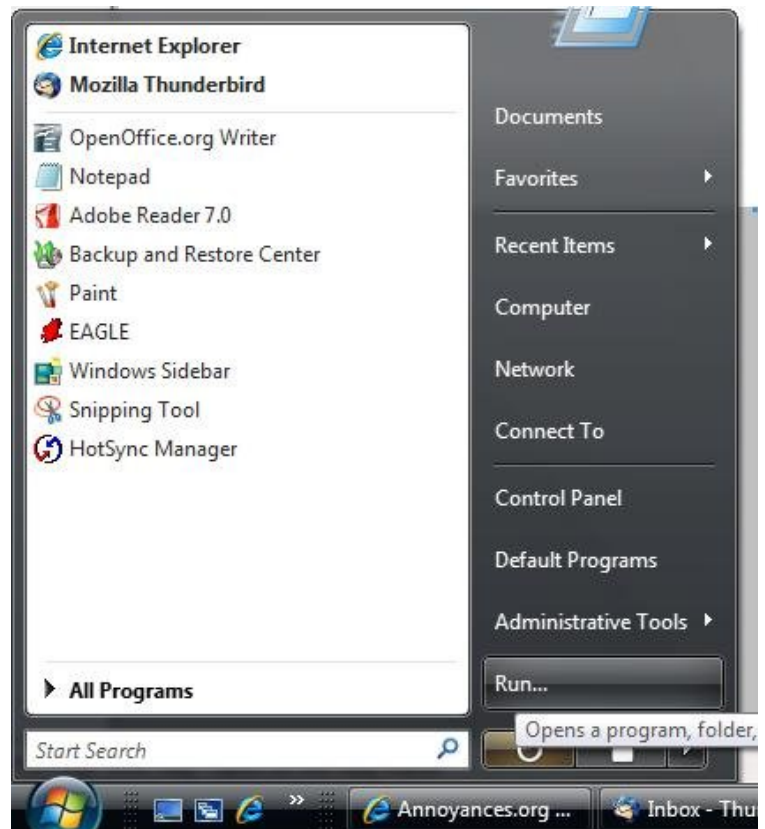 Internet Explorer
Mozilla Thunderbird
OpenOffice.org Writer
Notepad
Adobe Reader 7.0
Backup and Restore Center
Paint
EAGLE
Windows Sidebar
Snipping Tool
HotSync Manager
All Programs
Start Search
Documents
Favorites
Recent Items
Computer
Network
Connect To
Control Panel
Default Programs
Administrative Tools
Run...
Opens a program, folder,
Annoyances.org ...
Inbox - Thu